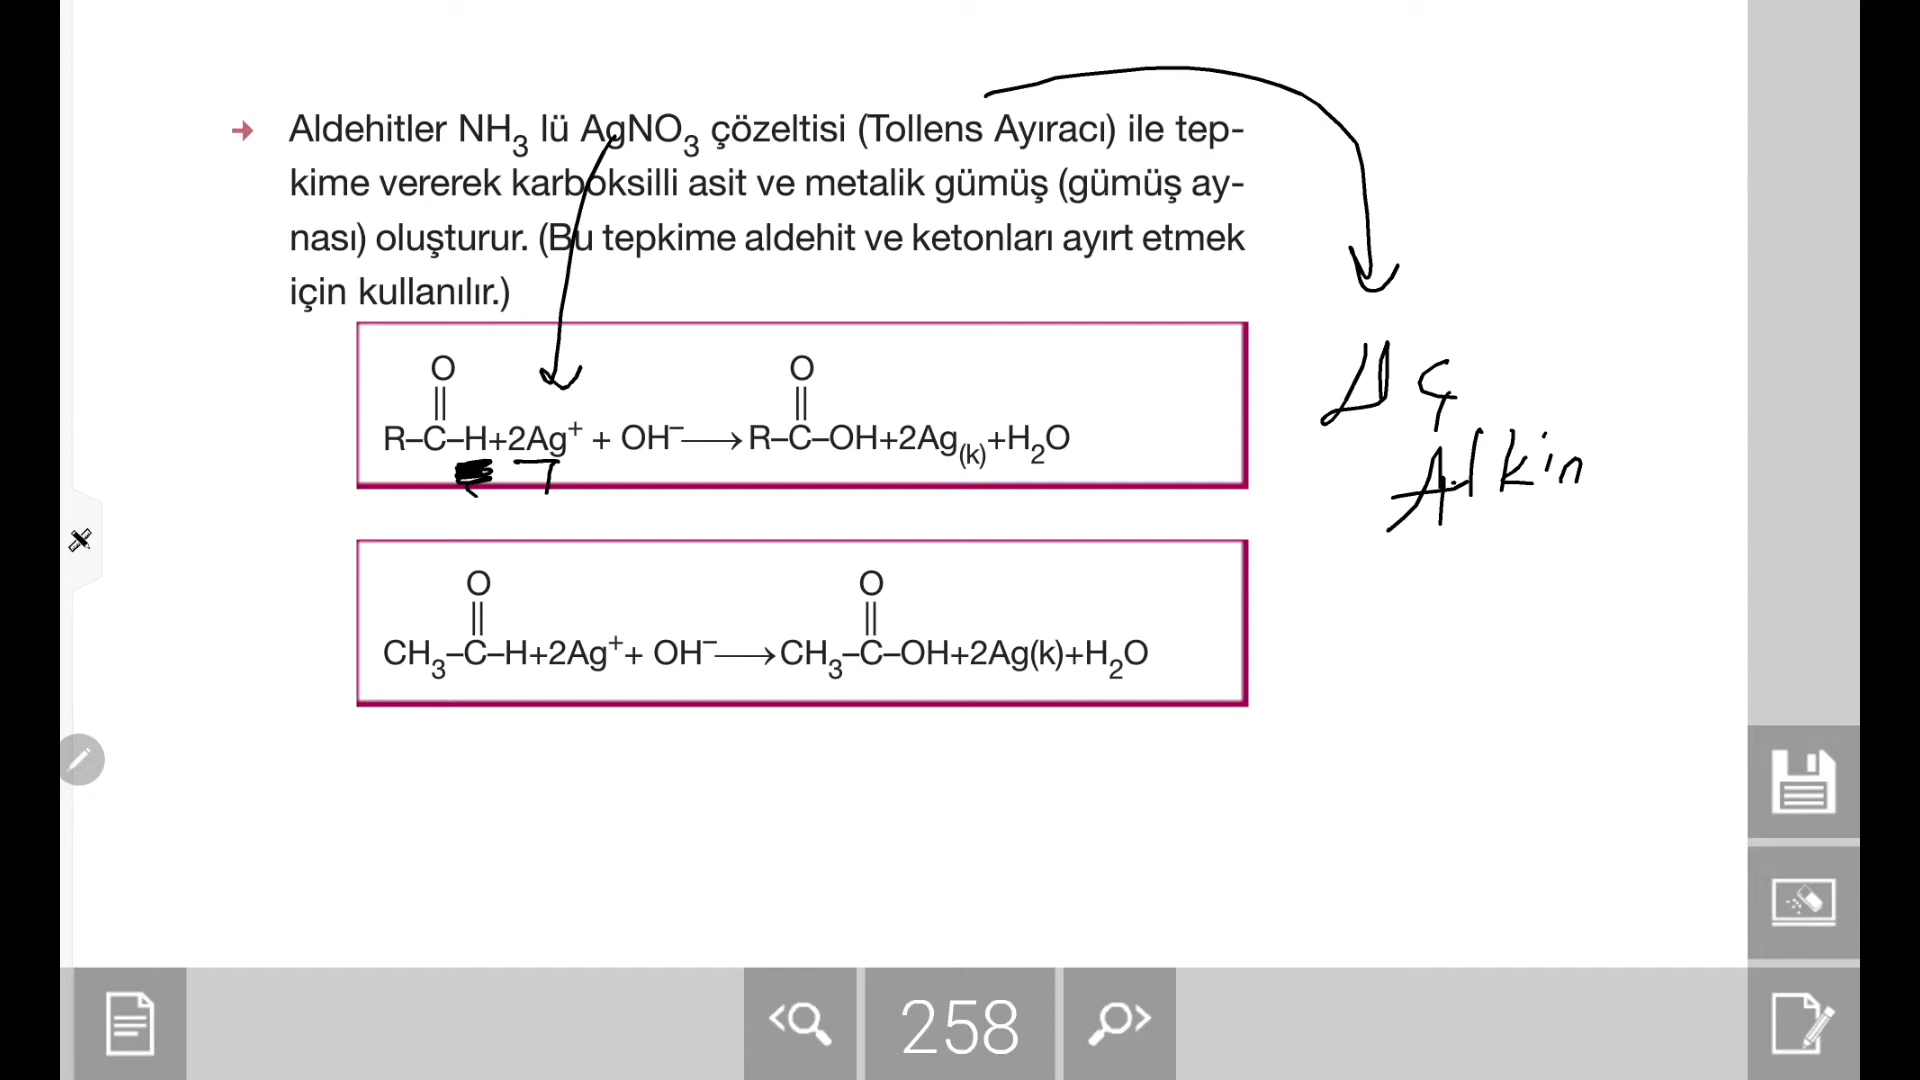 Aldehitler NH3 lü AgNO3 çözeltisi (Tollens Ayıracı) ile tep-
kime vererek karboksilli asit ve metalik gümüş (gümüş ay-
nası) oluşturur. (Bu tepkime aldehit ve ketonları ayırt etmek
için kullanılır.)
O
||
R–C–H+2Ag⁺ + OH⁻⟶R–C–OH+2Ag(k)+H2O
O
||
Uç
Alkin
O
||
CH3–C–H+2Ag⁺+ OH⁻⟶CH3–C–OH+2Ag(k)+H2O
O
||
258